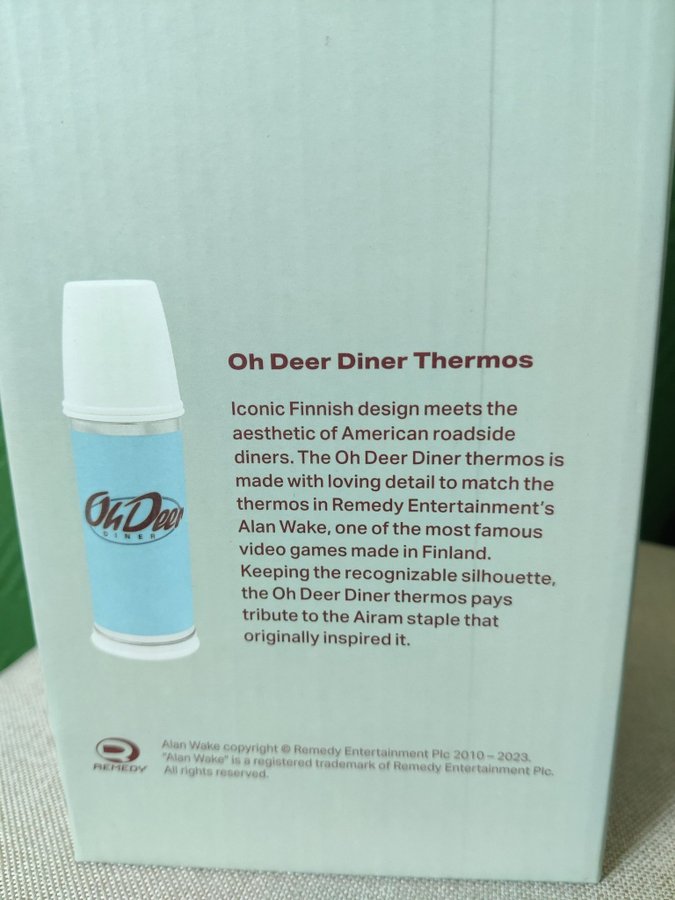 Oh Deer
DINER
Oh Deer Diner Thermos
Iconic Finnish design meets the
aesthetic of American roadside
diners. The Oh Deer Diner thermos is
made with loving detail to match the
thermos in Remedy Entertainment's
Alan Wake, one of the most famous
video games made in Finland.
Keeping the recognizable silhouette,
the Oh Deer Diner thermos pays
tribute to the Airam staple that
originally inspired it.
REMEDY
Alan Wake copyright © Remedy Entertainment Plc 2010 – 2023.
"Alan Wake" is a registered trademark of Remedy Entertainment Plc.
All rights reserved.